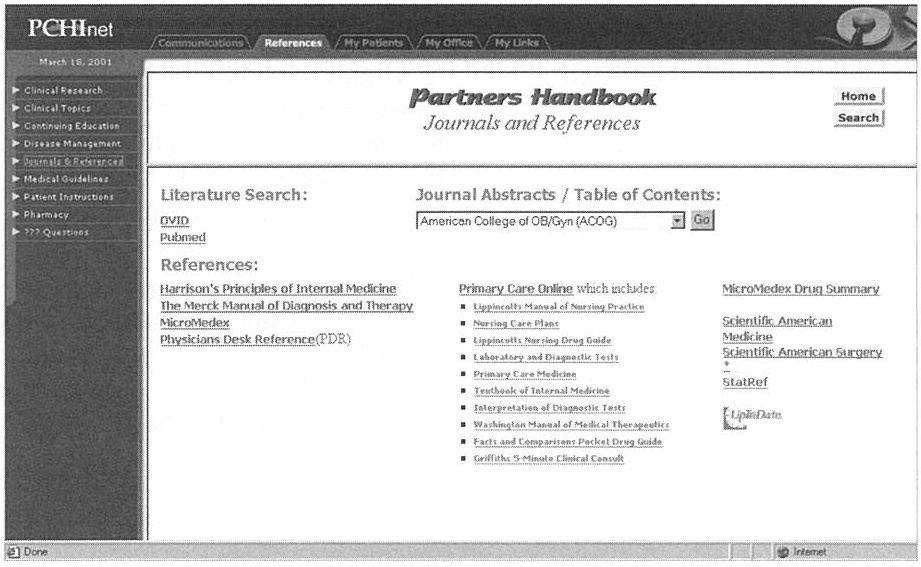 PCHInet
Communications References My Patients My Office My Links
March 18, 2001
Clinical Research
Clinical Topics
Continuing Education
Disease Management
Journals & References
Medical Guidelines
Patient Instructions
Pharmacy
??? Questions
Partners Handbook
Journals and References
Home
Search
Literature Search:
OVID
Pubmed
Journal Abstracts / Table of Contents:
American College of OB/Gyn (ACOG)
Go
References:
Harrison's Principles of Internal Medicine
The Merck Manual of Diagnosis and Therapy
MicroMedex
Physicians Desk Reference(PDR)
Primary Care Online which includes
Lippincotts Manual of Nursing Practice
Nursing Care Plans
Lippincotts Nursing Drug Guide
Laboratory and Diagnostic Tests
Primary Care Medicine
Textbook of Internal Medicine
Interpretation of Diagnostic Tests
Washington Manual of Medical Therapeutics
Facts and Comparisons Pocket Drug Guide
Griffiths 5-Minute Clinical Consult
MicroMedex Drug Summary
Scientific American
Medicine
Scientific American Surgery
*
StatRef
UpToDate
Done
Internet